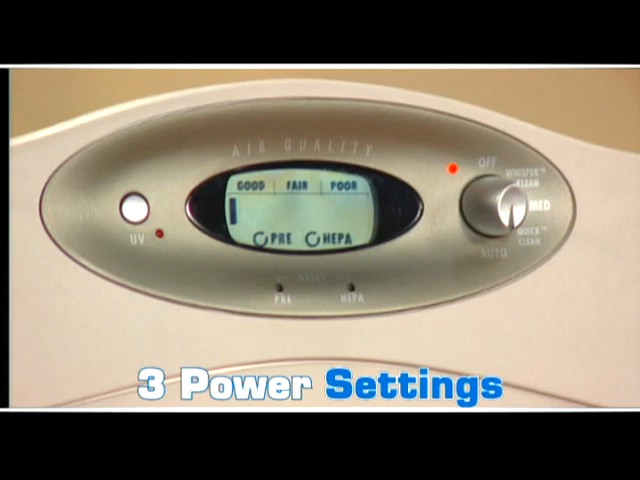 AIR QUALITY
GOOD FAIR POOR
PRE HEPA
UV
OFF
WHISPER™
CLEAN
MED
QUICK™
CLEAN
AUTO
RESET
PRE HEPA
3 Power Settings